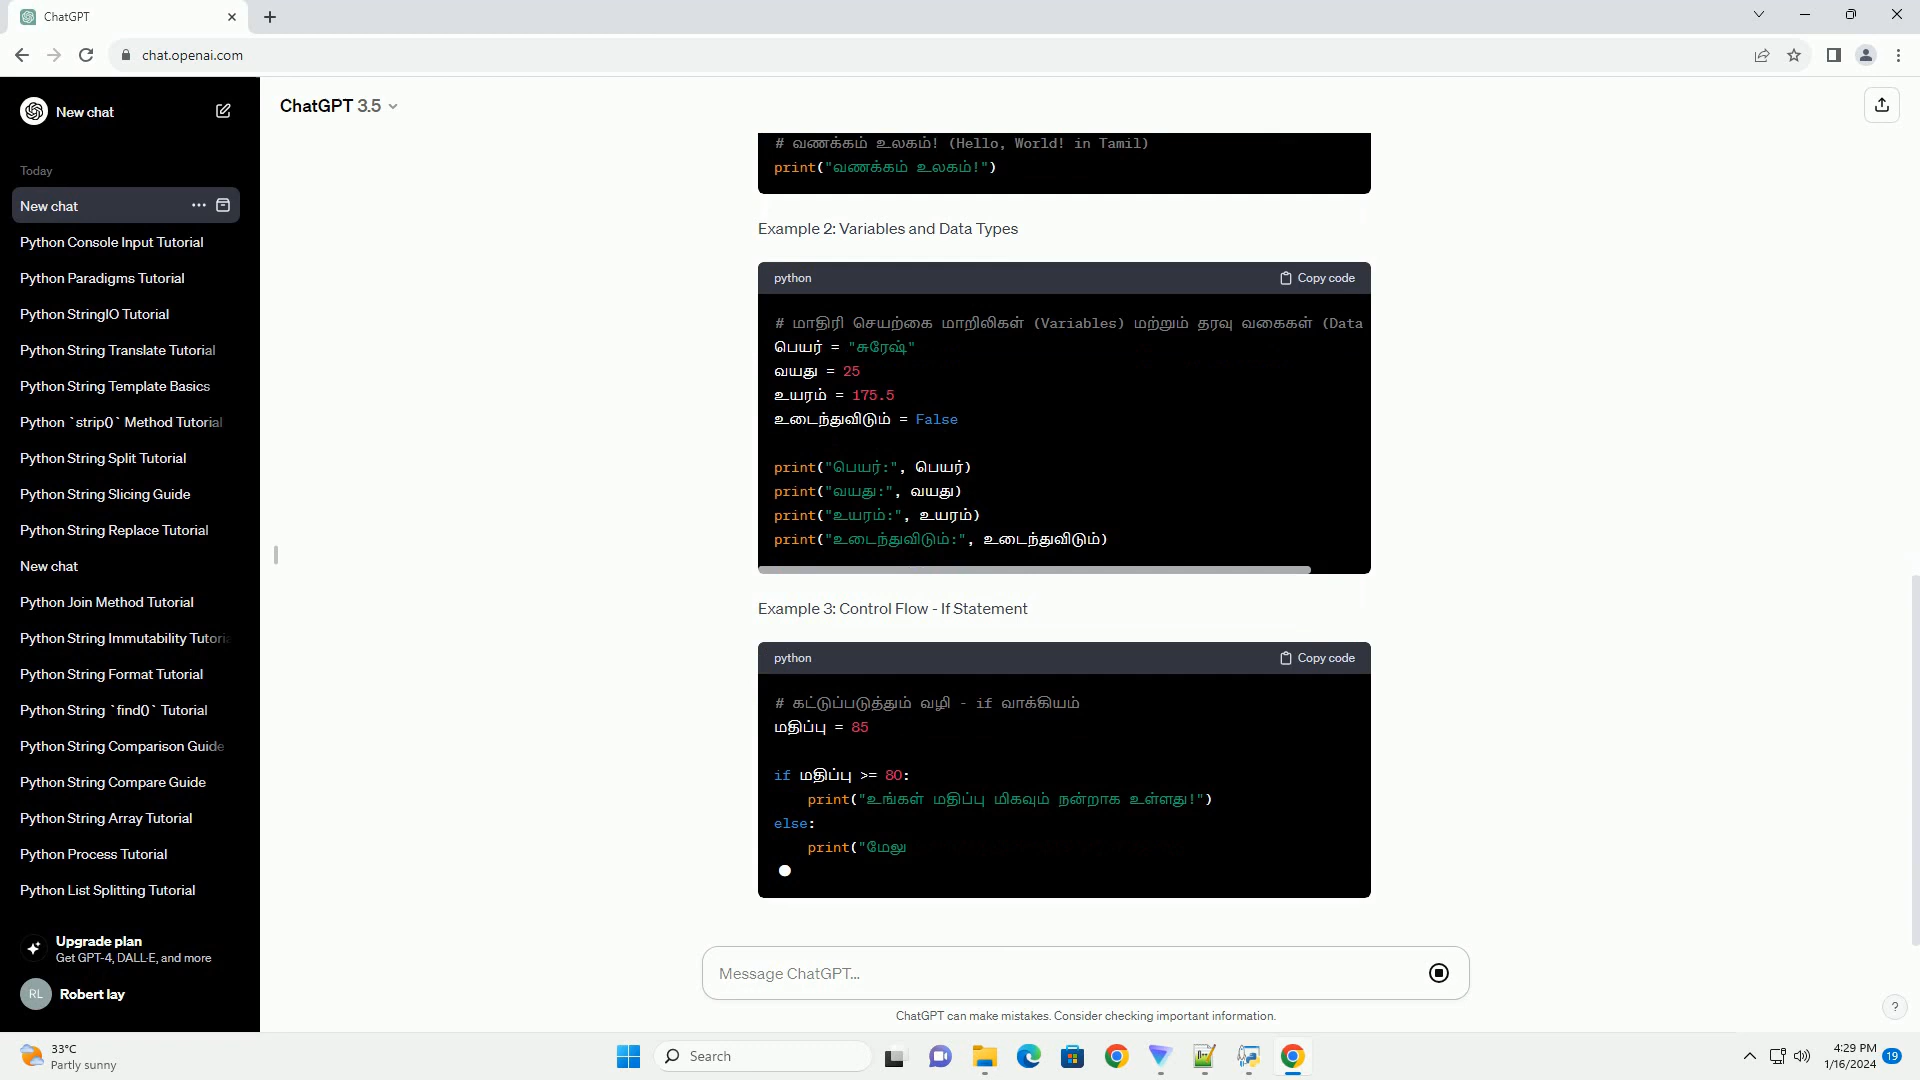 ChatGPT
chat.openai.com
New chat
ChatGPT 3.5
Today
New chat
Python Console Input Tutorial
Python Paradigms Tutorial
Python StringIO Tutorial
Python String Translate Tutorial
Python String Template Basics
Python `strip()` Method Tutorial
Python String Split Tutorial
Python String Slicing Guide
Python String Replace Tutorial
New chat
Python Join Method Tutorial
Python String Immutability Tutoria
Python String Format Tutorial
Python String `find()` Tutorial
Python String Comparison Guide
Python String Compare Guide
Python String Array Tutorial
Python Process Tutorial
Python List Splitting Tutorial
Upgrade plan
Get GPT-4, DALL·E, and more
RL
Robert lay
# வணக்கம் உலகம்! (Hello, World! in Tamil)
print("வணக்கம் உலகம்!")
Example 2: Variables and Data Types
python
Copy code
# மாதிரி செயற்கை மாறிலிகள் (Variables) மற்றும் தரவு வகைகள் (Data
பெயர் = "சுரேஷ்"
வயது = 25
உயரம் = 175.5
உடைந்துவிடும் = False
print("பெயர்:", பெயர்)
print("வயது:", வயது)
print("உயரம்:", உயரம்)
print("உடைந்துவிடும்:", உடைந்துவிடும்)
Example 3: Control Flow - If Statement
python
Copy code
# கட்டுப்படுத்தும் வழி - if வாக்கியம்
மதிப்பு = 85
if மதிப்பு >= 80:
print("உங்கள் மதிப்பு மிகவும் நன்றாக உள்ளது!")
else:
print("மேலு
Message ChatGPT...
ChatGPT can make mistakes. Consider checking important information.
?
33°C
Partly sunny
Search
4:29 PM
1/16/2024
19